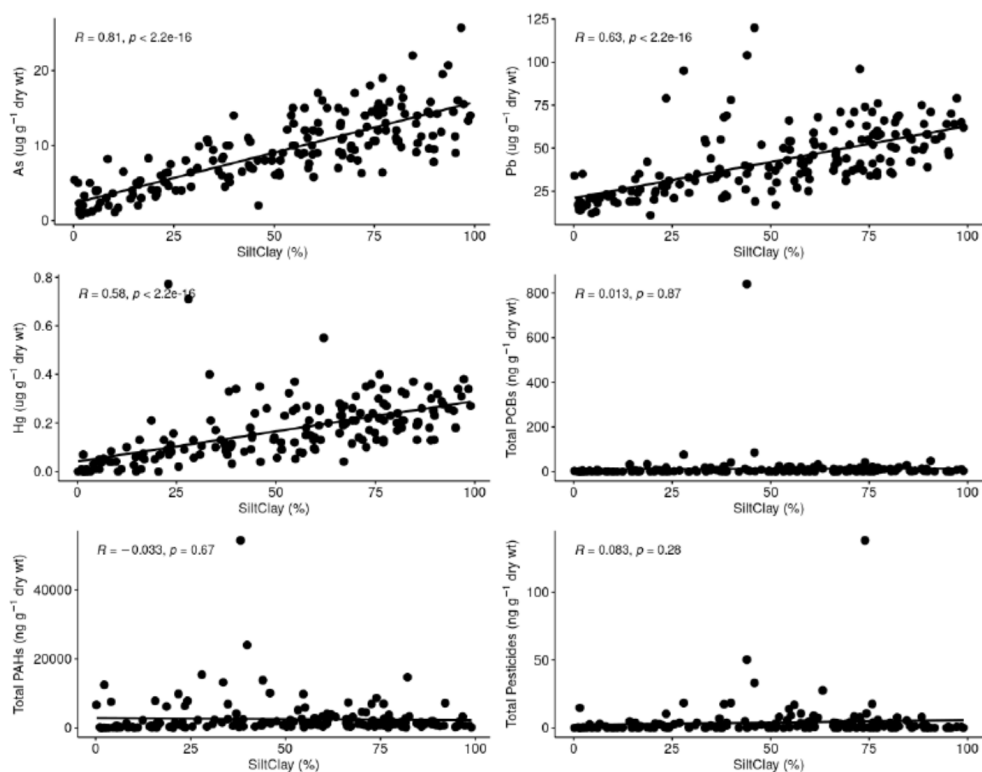 R = 0.81, p < 2.2e-16
As (ug g⁻¹ dry wt)
20
10
0
0 25 50 75 100
SiltClay (%)
R = 0.63, p < 2.2e-16
Pb (ug g⁻¹ dry wt)
125
100
75
50
25
0 25 50 75 100
SiltClay (%)
R = 0.58, p < 2.2e-16
Hg (ug g⁻¹ dry wt)
0.8
0.6
0.4
0.2
0.0
0 25 50 75 100
SiltClay (%)
R = 0.013, p = 0.87
Total PCBs (ng g⁻¹ dry wt)
800
600
400
200
0
0 25 50 75 100
SiltClay (%)
R = −0.033, p = 0.67
Total PAHs (ng g⁻¹ dry wt)
40000
20000
0
0 25 50 75 100
SiltClay (%)
R = 0.083, p = 0.28
Total Pesticides (ng g⁻¹ dry wt)
100
50
0
0 25 50 75 100
SiltClay (%)